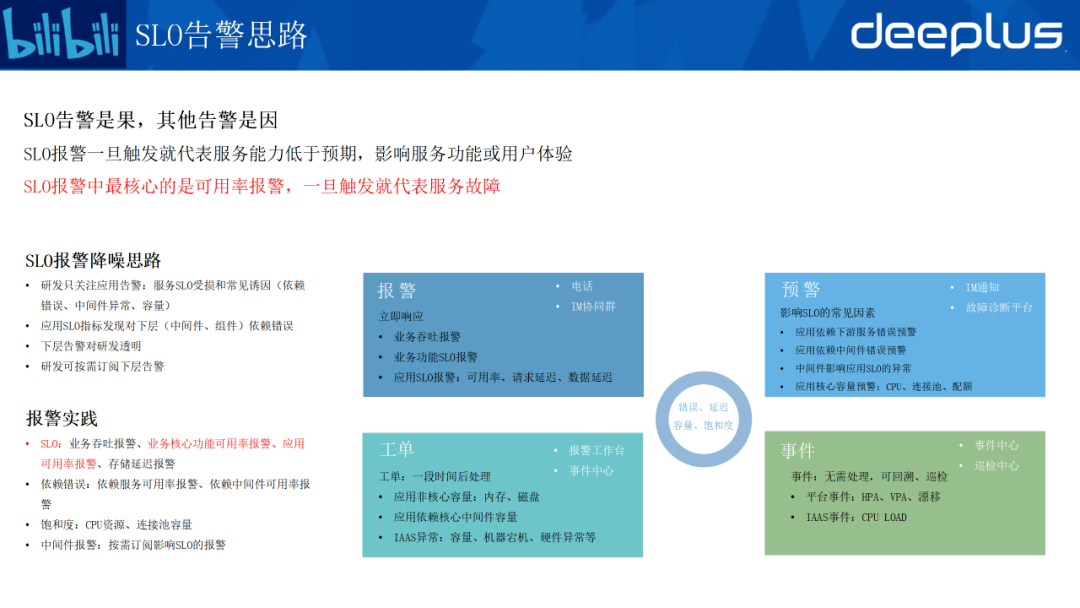 bilibili
SLO告警思路
deeplus
SLO告警是果，其他告警是因
SLO报警一旦触发就代表服务能力低于预期，影响服务功能或用户体验
SLO报警中最核心的是可用率报警，一旦触发就代表服务故障
SLO报警降噪思路
• 研发只关注应用告警：服务SLO受损和常见诱因（依赖
错误、中间件异常、容量）
• 应用SLO指标发现对下层（中间件、组件）依赖错误
• 下层告警对研发透明
• 研发可按需订阅下层告警
报警实践
• SLO：业务吞吐报警、业务核心功能可用率报警、应用
可用率报警、存储延迟报警
• 依赖错误：依赖服务可用率报警、依赖中间件可用率报
警
• 饱和度：CPU资源、连接池容量
• 中间件报警：按需订阅影响SLO的报警
报警
• 电话
• IM协同群
立即响应
• 业务吞吐报警
• 业务功能SLO报警
• 应用SLO报警：可用率、请求延迟、数据延迟
预警
• IM通知
• 故障诊断平台
影响SLO的常见因素
• 应用依赖下游服务错误预警
• 应用依赖中间件错误预警
• 中间件影响应用SLO的异常
• 应用核心容量预警：CPU、连接池、配额
错误、延迟
容量、饱和度
工单
• 报警工作台
• 事件中心
工单：一段时间后处理
• 应用非核心容量：内存、磁盘
• 应用依赖核心中间件容量
• IAAS异常：容量、机器宕机、硬件异常等
事件
• 事件中心
• 巡检中心
事件：无需处理，可回溯、巡检
• 平台事件：HPA、VPA、漂移
• IAAS事件：CPU LOAD